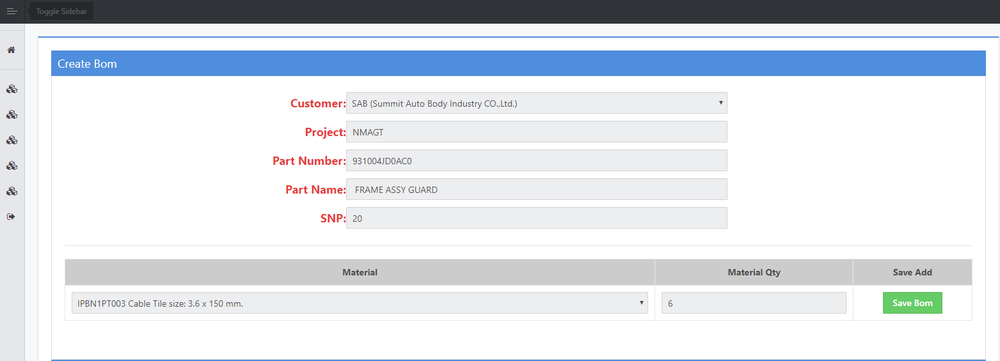 Toggle Sidebar
Create Bom
Customer: SAB (Summit Auto Body Industry CO.,Ltd.)
Project: NMAGT
Part Number: 931004JD0AC0
Part Name: FRAME ASSY GUARD
SNP: 20
Material Material Qty Save Add
IPBN1PT003 Cable Tile size: 3.6 x 150 mm. 6 Save Bom